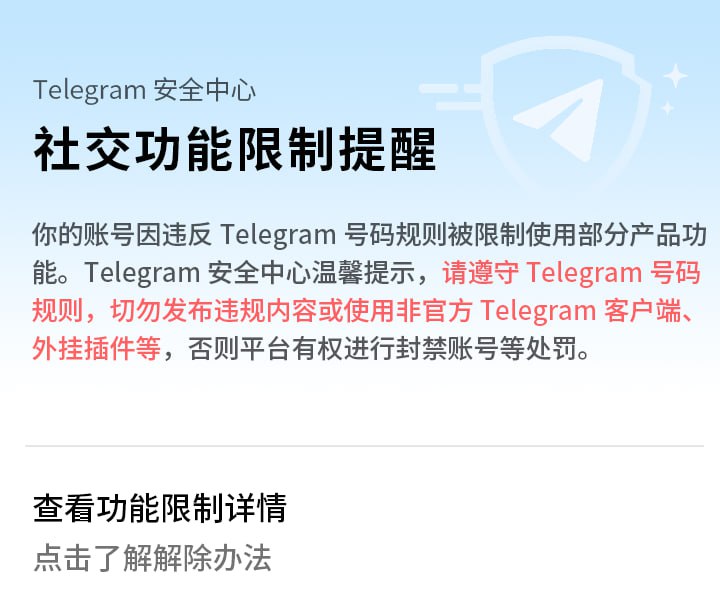 Telegram 安全中心
社交功能限制提醒
你的账号因违反 Telegram 号码规则被限制使用部分产品功
能。Telegram 安全中心温馨提示，请遵守 Telegram 号码
规则，切勿发布违规内容或使用非官方 Telegram 客户端、
外挂插件等，否则平台有权进行封禁账号等处罚。
查看功能限制详情
点击了解解除办法